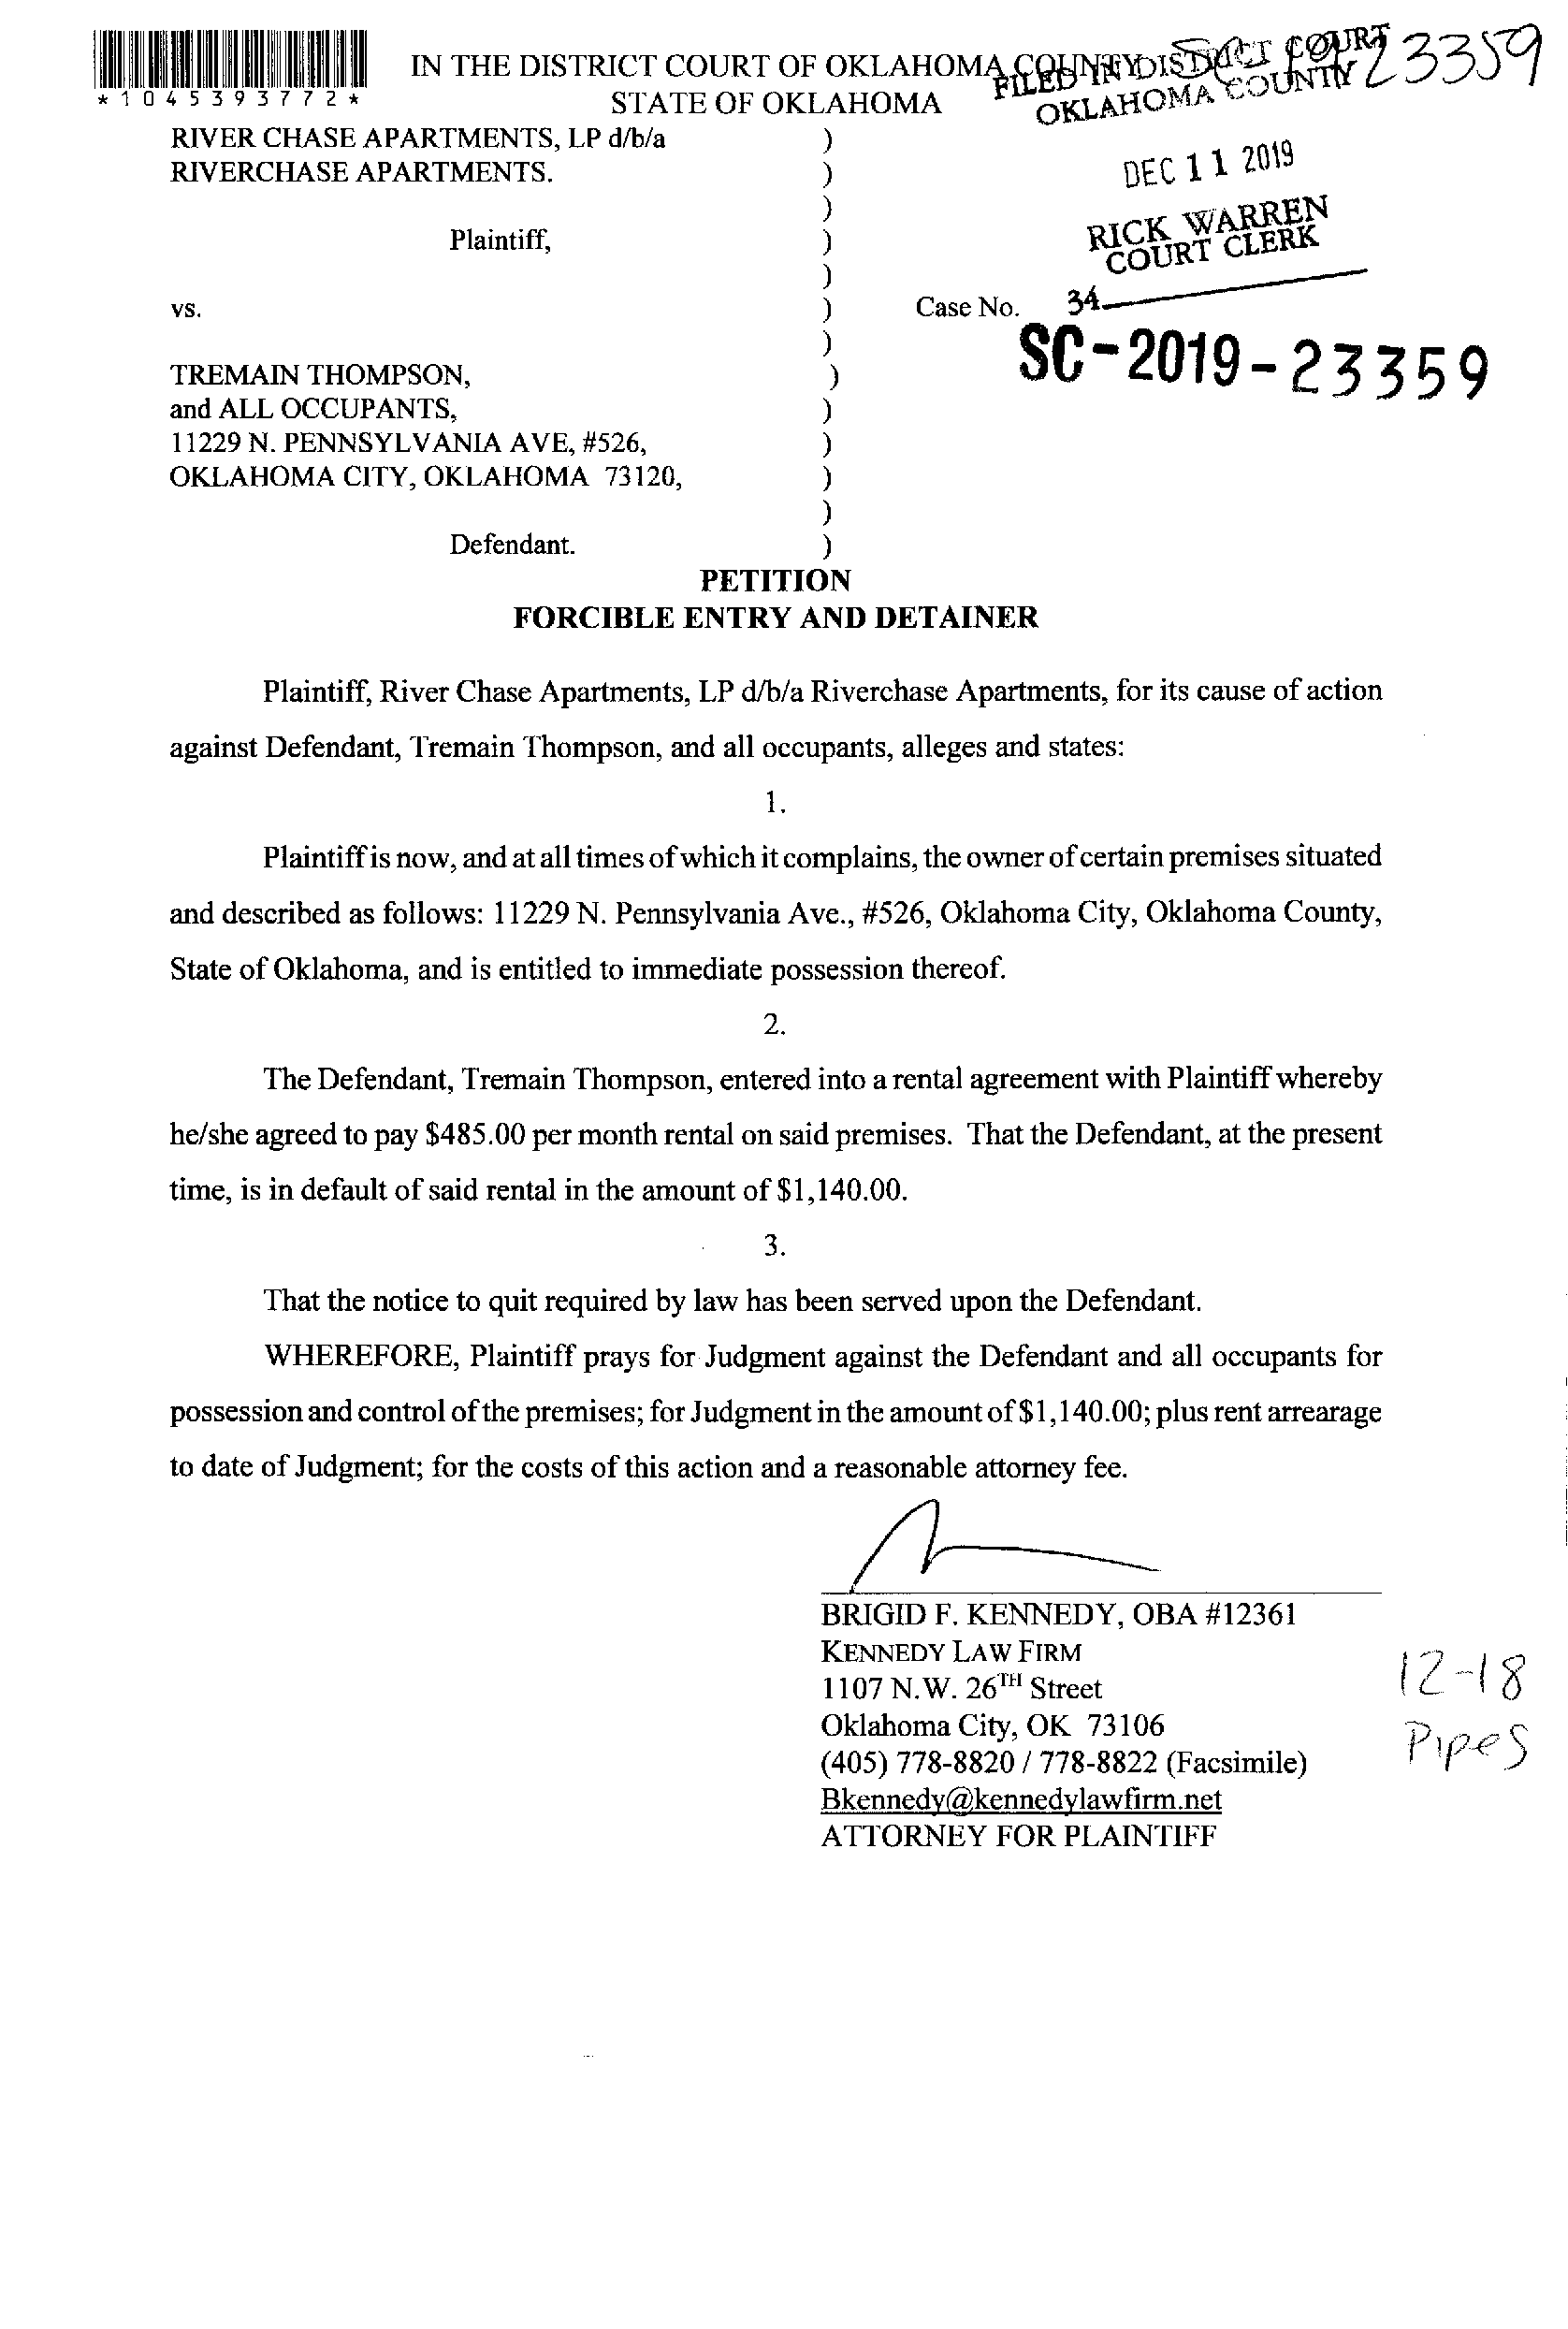 *1045393772*
IN THE DISTRICT COURT OF OKLAHOMA COUNTY
STATE OF OKLAHOMA
FILED IN DISTRICT COURT
OKLAHOMA COUNTY
23359
DEC 11 2019
RICK WARREN
COURT CLERK
34
RIVER CHASE APARTMENTS, LP d/b/a )
RIVERCHASE APARTMENTS. )
)
Plaintiff, )
)
vs. ) Case No.
)
SC-2019-23359
TREMAIN THOMPSON, )
and ALL OCCUPANTS, )
11229 N. PENNSYLVANIA AVE, #526, )
OKLAHOMA CITY, OKLAHOMA 73120, )
)
Defendant. )
PETITION
FORCIBLE ENTRY AND DETAINER
Plaintiff, River Chase Apartments, LP d/b/a Riverchase Apartments, for its cause of action
against Defendant, Tremain Thompson, and all occupants, alleges and states:
1.
Plaintiff is now, and at all times of which it complains, the owner of certain premises situated
and described as follows: 11229 N. Pennsylvania Ave., #526, Oklahoma City, Oklahoma County,
State of Oklahoma, and is entitled to immediate possession thereof.
2.
The Defendant, Tremain Thompson, entered into a rental agreement with Plaintiff whereby
he/she agreed to pay $485.00 per month rental on said premises. That the Defendant, at the present
time, is in default of said rental in the amount of $1,140.00.
3.
That the notice to quit required by law has been served upon the Defendant.
WHEREFORE, Plaintiff prays for Judgment against the Defendant and all occupants for
possession and control of the premises; for Judgment in the amount of $1,140.00; plus rent arrearage
to date of Judgment; for the costs of this action and a reasonable attorney fee.
BRIGID F. KENNEDY, OBA #12361
KENNEDY LAW FIRM
1107 N.W. 26TH Street
Oklahoma City, OK 73106
(405) 778-8820 / 778-8822 (Facsimile)
Bkennedy@kennedylawfirm.net
ATTORNEY FOR PLAINTIFF
12-18
Pipes